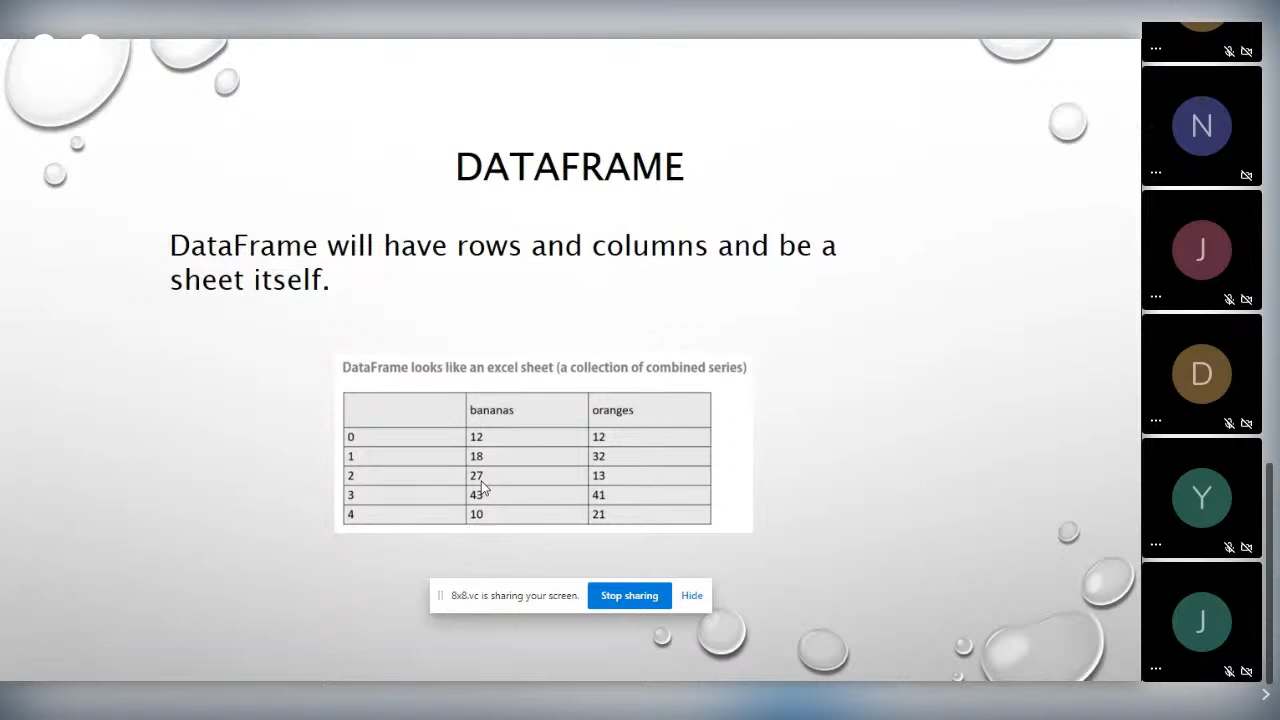 DATAFRAME
DataFrame will have rows and columns and be a
sheet itself.
DataFrame looks like an excel sheet (a collection of combined series)
bananas oranges
0 12 12
1 18 32
2 27 13
3 43 41
4 10 21
8x8.vc is sharing your screen. Stop sharing Hide
N
J
D
Y
J